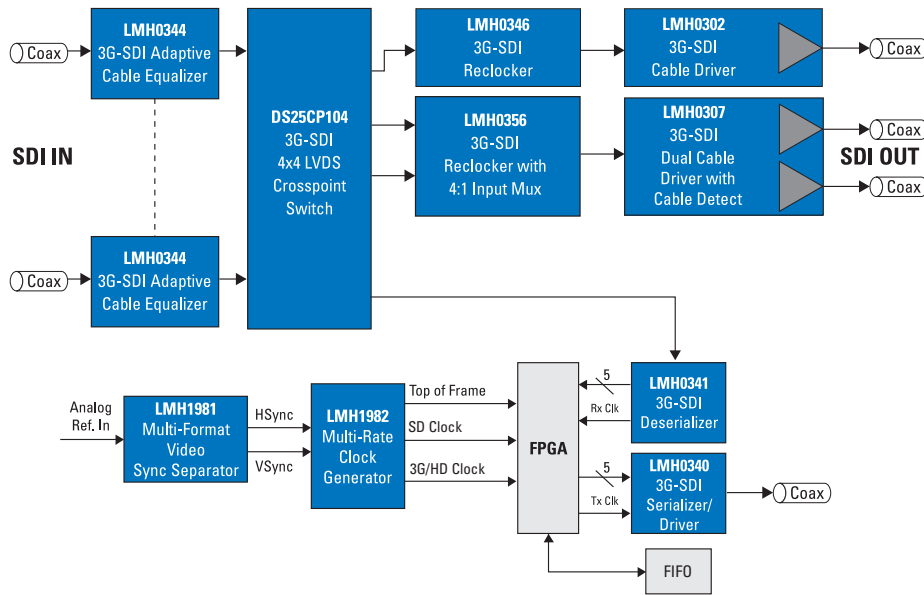 LMH0344
3G-SDI Adaptive
Cable Equalizer
Coax
LMH0346
3G-SDI
Reclocker
LMH0302
3G-SDI
Cable Driver
Coax
SDI IN
DS25CP104
3G-SDI
4x4 LVDS
Crosspoint
Switch
LMH0356
3G-SDI
Reclocker with
4:1 Input Mux
LMH0307
3G-SDI
Dual Cable
Driver with
Cable Detect
Coax
SDI OUT
Coax
LMH0344
3G-SDI Adaptive
Cable Equalizer
Coax
Analog
Ref. In
LMH1981
Multi-Format
Video
Sync Separator
HSync
VSync
LMH1982
Multi-Rate
Clock
Generator
Top of Frame
SD Clock
3G/HD Clock
FPGA
5
Rx Clk
LMH0341
3G-SDI
Deserializer
5
Tx Clk
LMH0340
3G-SDI
Serializer/
Driver
Coax
FIFO